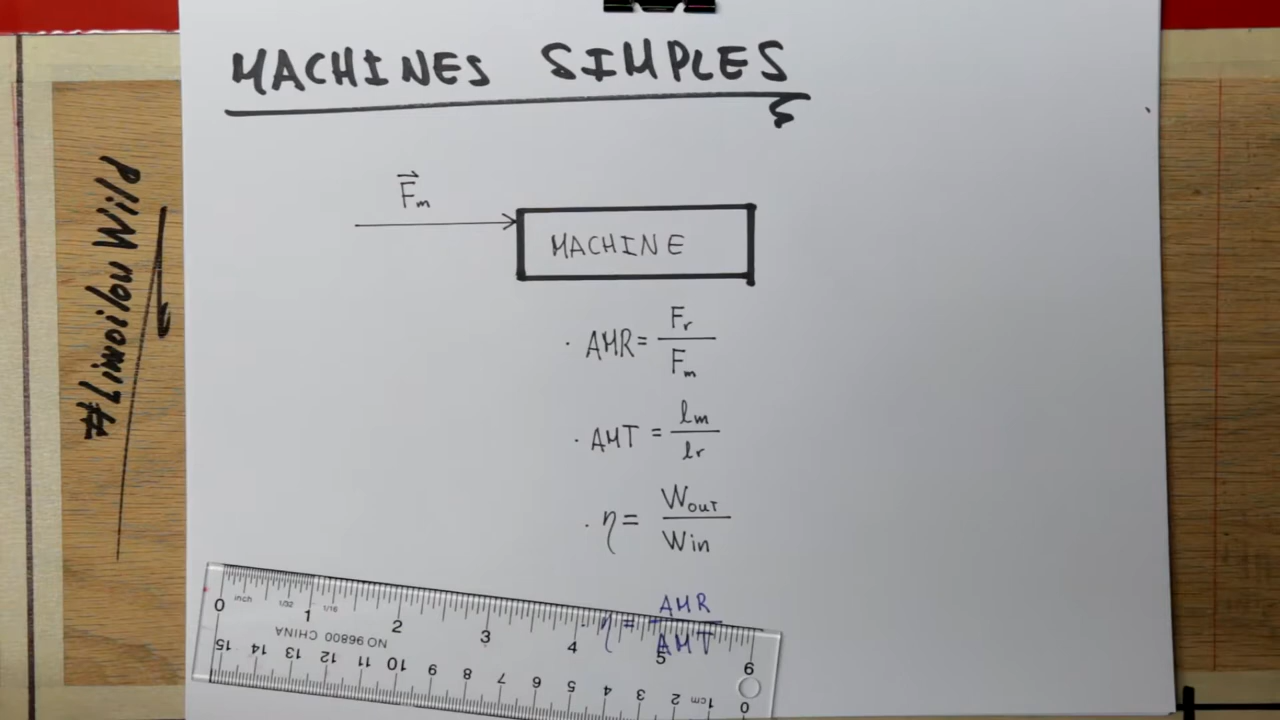 MACHINES SIMPLES
#Limoilou Wild
F⃗m
MACHINE
· AMR = Fr / Fm
· AMT = lm / lr
· η = Wout / Win
· η = AMR / AMT
0 inch 1/32 1 1/16 2 3 4 5 6
NO 96800 CHINA
15 14 13 12 11 10 9 8 7 6 5 4 3 2 1cm 0